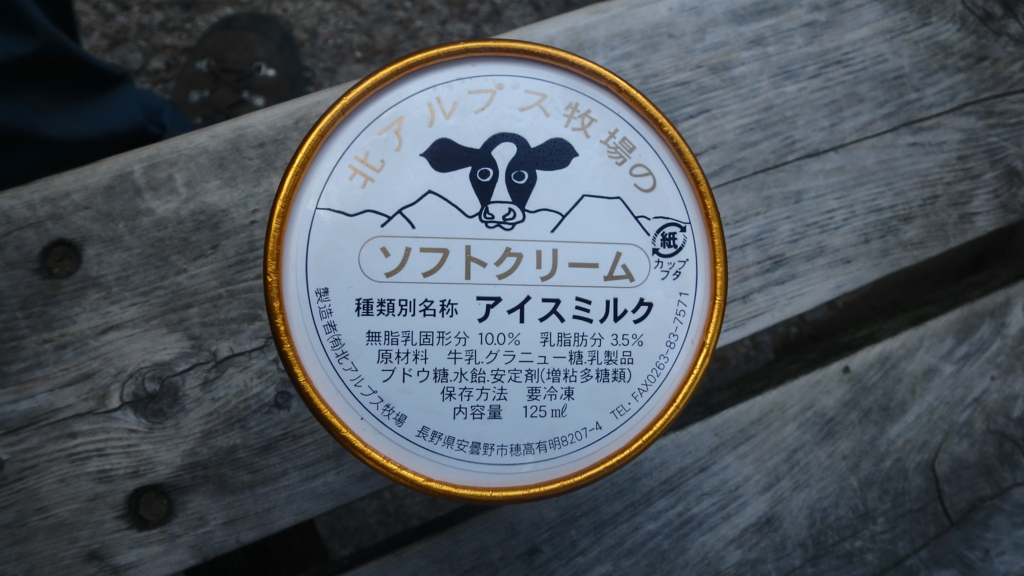 北アルプス牧場の
紙
カップ
フタ
ソフトクリーム
種類別名称 アイスミルク
無脂乳固形分 10.0% 乳脂肪分 3.5%
原材料 牛乳.グラニュー糖.乳製品
ブドウ糖.水飴.安定剤(増粘多糖類)
保存方法 要冷凍
内容量 125㎖
製造者(有)北アルプス牧場
長野県安曇野市穂高有明8207-4
TEL・FAX0263-83-7571